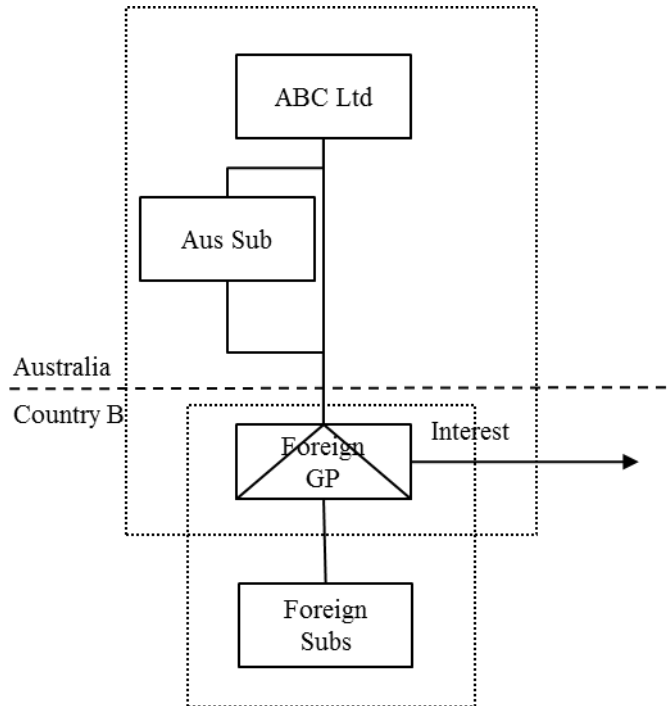 ABC Ltd
Aus Sub
Australia
Country B
Foreign
GP
Interest
Foreign
Subs